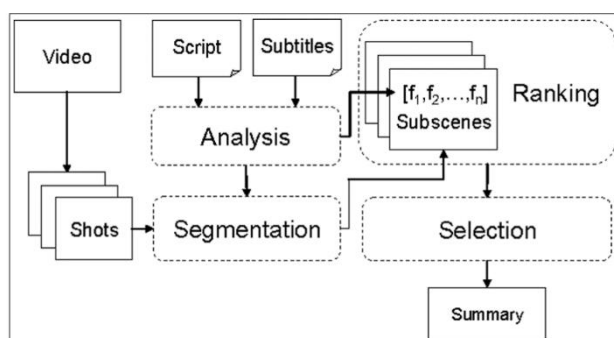 Video
Script
Subtitles
[f1,f2,...,fn]
Subscenes
Ranking
Analysis
Shots
Segmentation
Selection
Summary